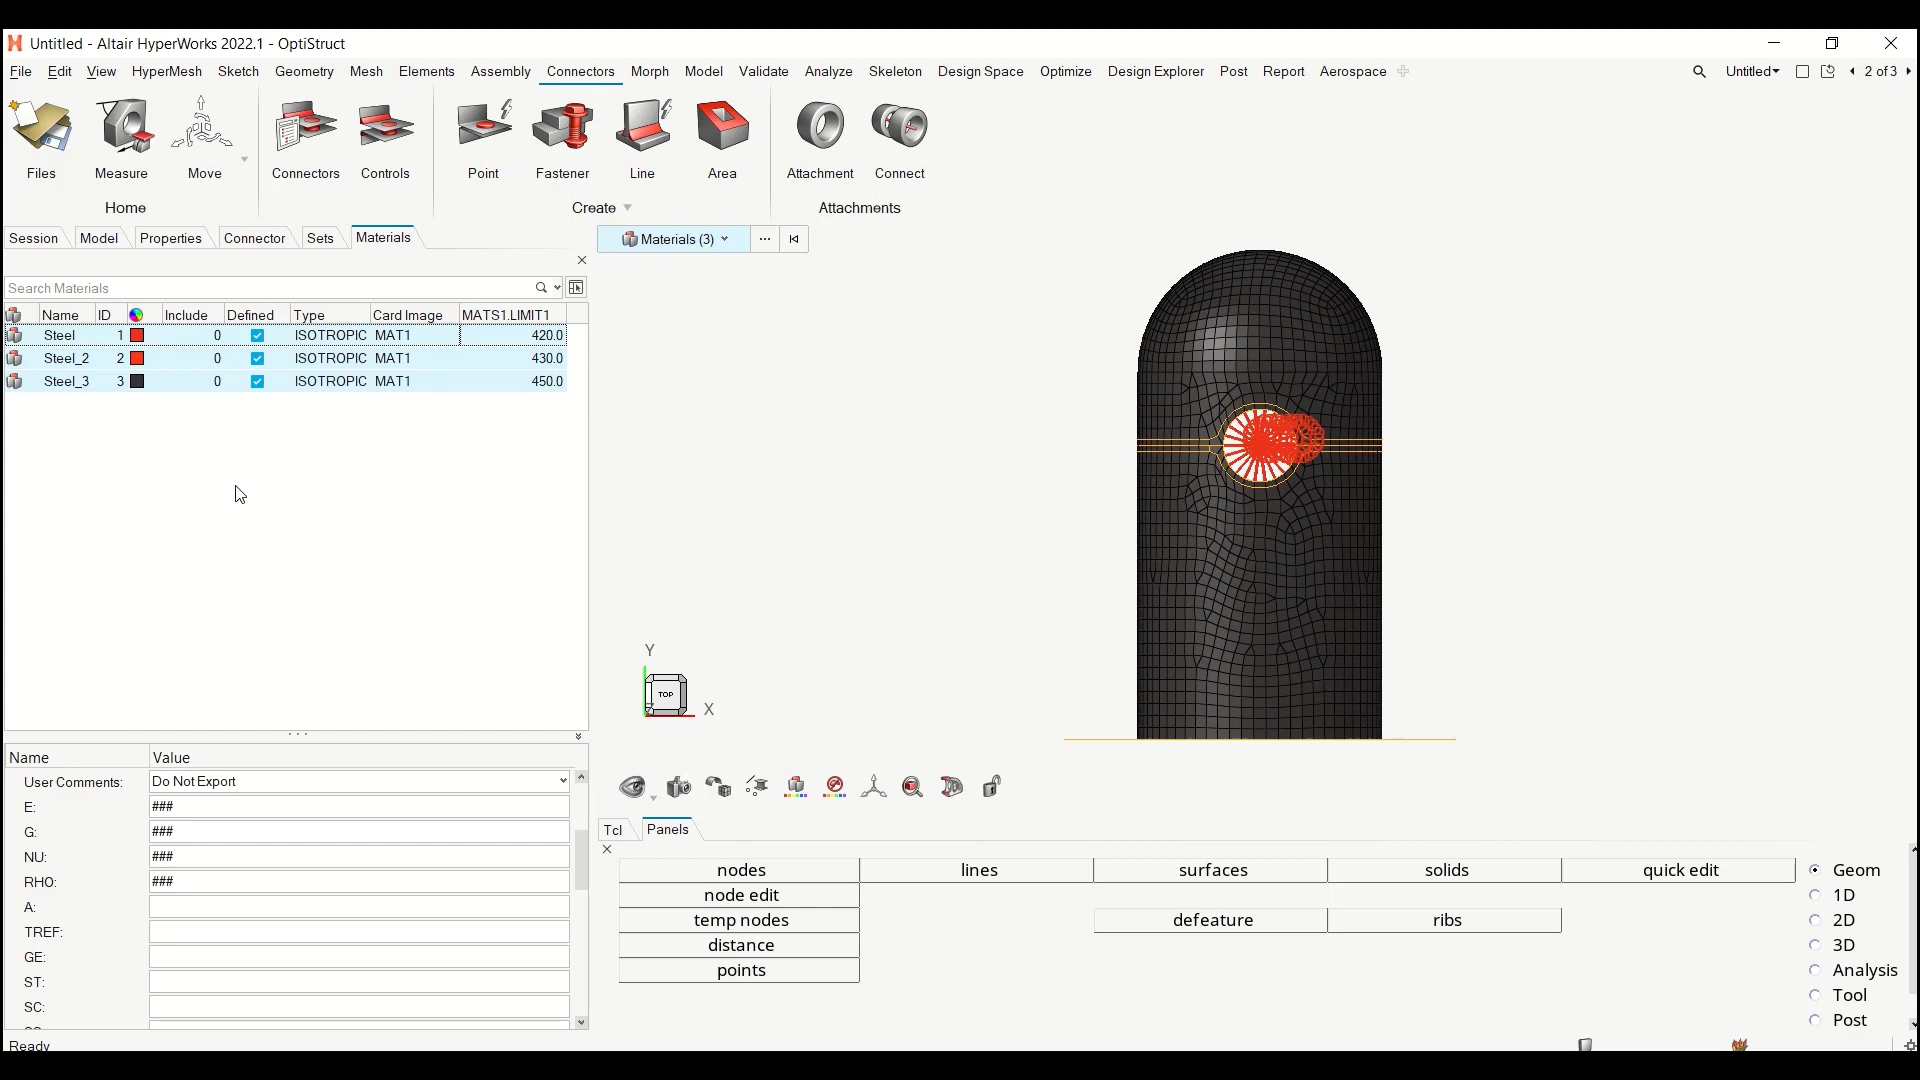 Untitled - Altair HyperWorks 2022.1 - OptiStruct
File Edit View HyperMesh Sketch Geometry Mesh Elements Assembly Connectors Morph Model Validate Analyze Skeleton Design Space Optimize Design Explorer Post Report Aerospace Untitled 2 of 3
Files Measure Move Connectors Controls Point Fastener Line Area Attachment Connect
Home Create Attachments
Session Model Properties Connector Sets Materials
Materials (3) ...
Search Materials
Name ID Include Defined Type Card Image MATS1.LIMIT1
Steel 1 0 ISOTROPIC MAT1 420.0
Steel_2 2 0 ISOTROPIC MAT1 430.0
Steel_3 3 0 ISOTROPIC MAT1 450.0
Y
TOP
X
Name Value
User Comments: Do Not Export
E: ###
G: ###
NU: ###
RHO: ###
A:
TREF:
GE:
ST:
SC:
Tcl Panels
nodes lines surfaces solids quick edit Geom
node edit 1D
temp nodes defeature ribs 2D
distance 3D
points Analysis
Tool
Post
Ready